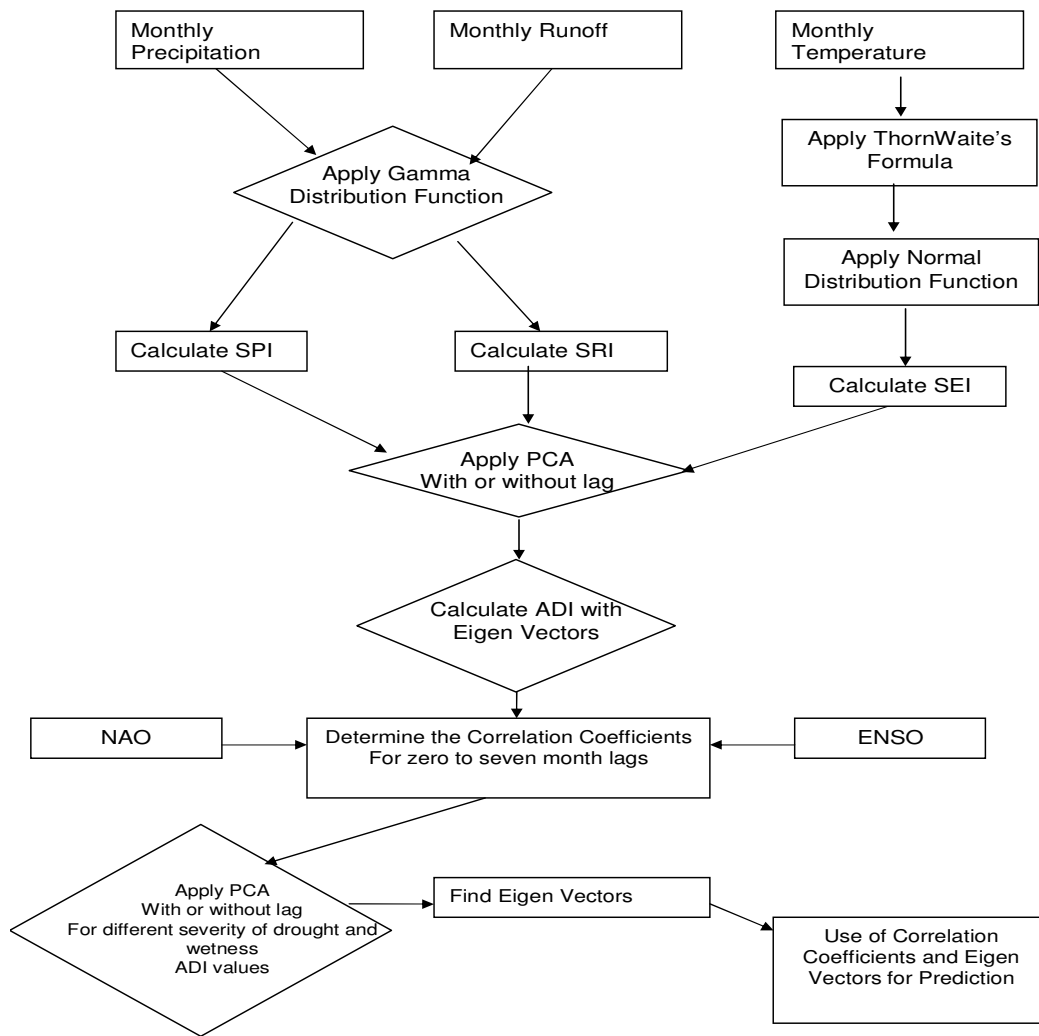 Monthly
Precipitation
Monthly Runoff
Monthly
Temperature
Apply ThornWaite's
Formula
Apply Gamma
Distribution Function
Apply Normal
Distribution Function
Calculate SPI
Calculate SRI
Calculate SEI
Apply PCA
With or without lag
Calculate ADI with
Eigen Vectors
NAO
Determine the Correlation Coefficients
For zero to seven month lags
ENSO
Apply PCA
With or without lag
For different severity of drought and
wetness
ADI values
Find Eigen Vectors
Use of Correlation
Coefficients and Eigen
Vectors for Prediction